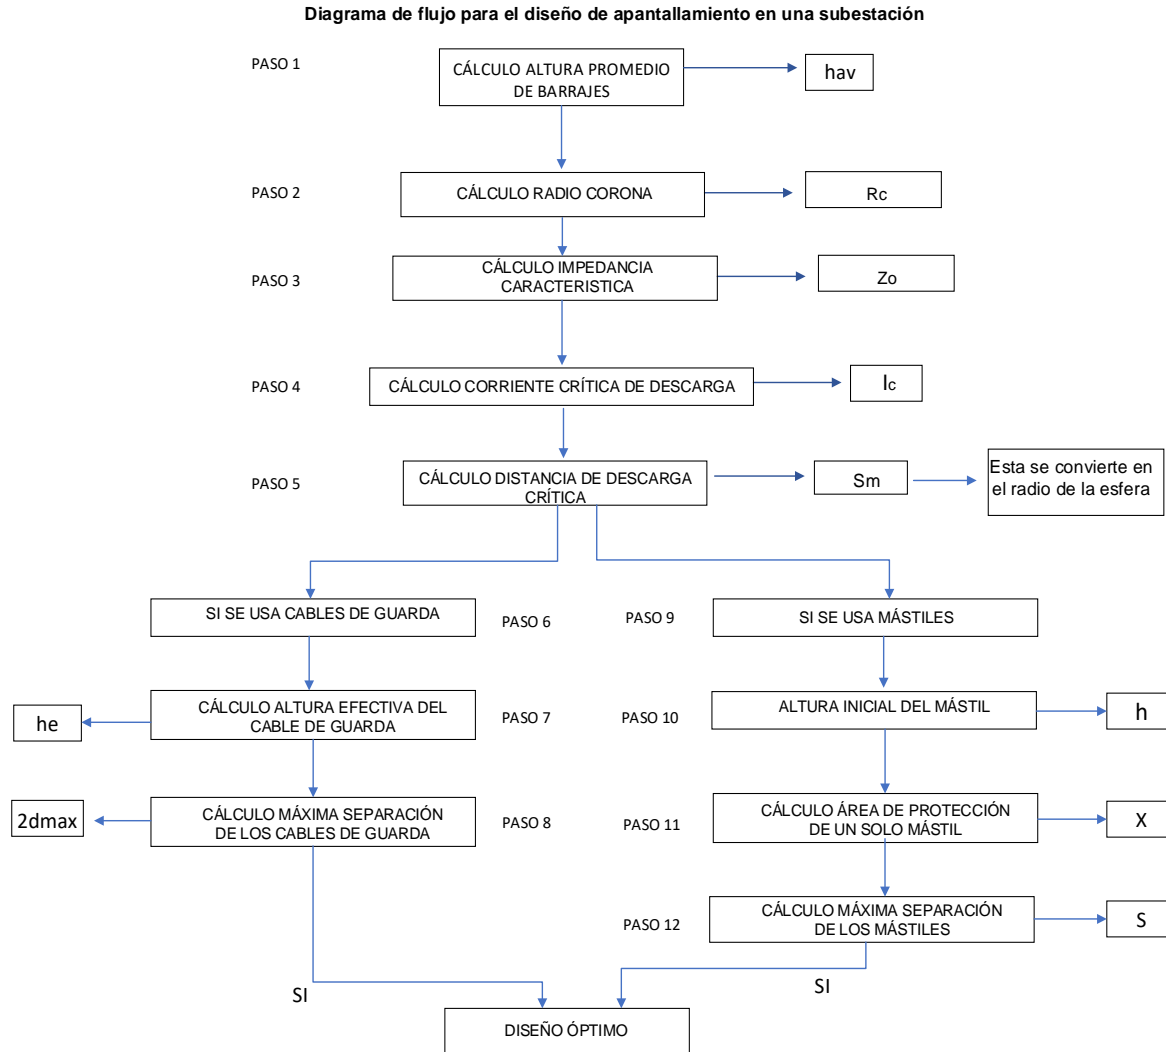 Diagrama de flujo para el diseño de apantallamiento en una subestación
PASO 1
CÁLCULO ALTURA PROMEDIO
DE BARRAJES
hav
PASO 2
CÁLCULO RADIO CORONA
Rc
PASO 3
CÁLCULO IMPEDANCIA
CARACTERISTICA
Zo
PASO 4
CÁLCULO CORRIENTE CRÍTICA DE DESCARGA
Ic
PASO 5
CÁLCULO DISTANCIA DE DESCARGA
CRÍTICA
Sm
Esta se convierte en
el radio de la esfera
SI SE USA CABLES DE GUARDA
PASO 6
PASO 9
SI SE USA MÁSTILES
he
CÁLCULO ALTURA EFECTIVA DEL
CABLE DE GUARDA
PASO 7
PASO 10
ALTURA INICIAL DEL MÁSTIL
h
2dmax
CÁLCULO MÁXIMA SEPARACIÓN
DE LOS CABLES DE GUARDA
PASO 8
PASO 11
CÁLCULO ÁREA DE PROTECCIÓN
DE UN SOLO MÁSTIL
X
PASO 12
CÁLCULO MÁXIMA SEPARACIÓN
DE LOS MÁSTILES
S
SI
SI
DISEÑO ÓPTIMO